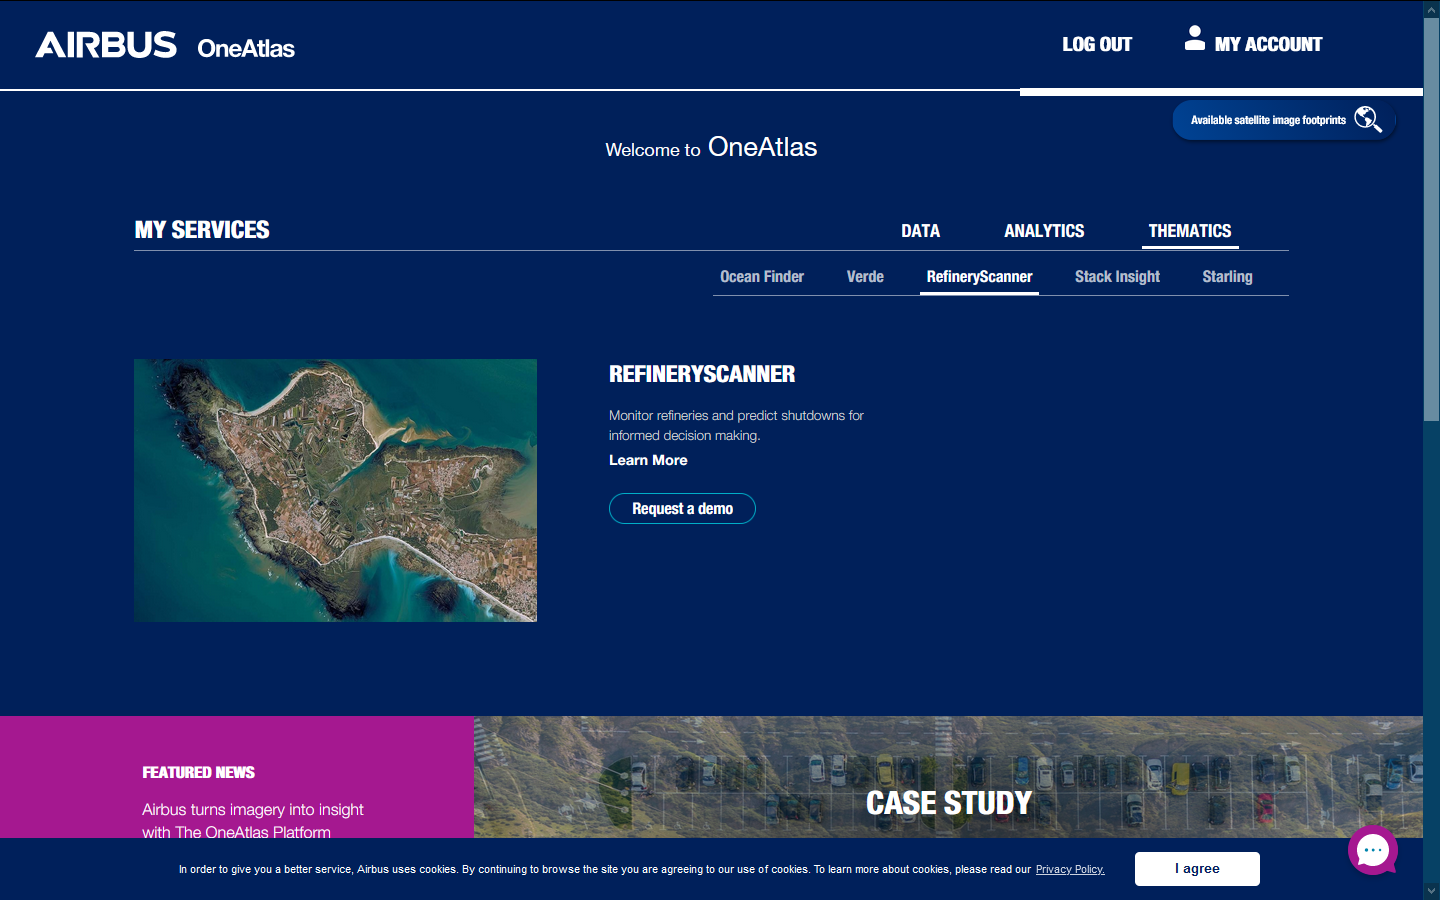 AIRBUS OneAtlas
LOG OUT
MY ACCOUNT
Available satellite image footprints
Welcome to OneAtlas
MY SERVICES
DATA
ANALYTICS
THEMATICS
Ocean Finder
Verde
RefineryScanner
Stack Insight
Starling
REFINERYSCANNER
Monitor refineries and predict shutdowns for
informed decision making.
Learn More
Request a demo
FEATURED NEWS
Airbus turns imagery into insight
with The OneAtlas Platform
CASE STUDY
In order to give you a better service, Airbus uses cookies. By continuing to browse the site you are agreeing to our use of cookies. To learn more about cookies, please read our Privacy Policy.
I agree